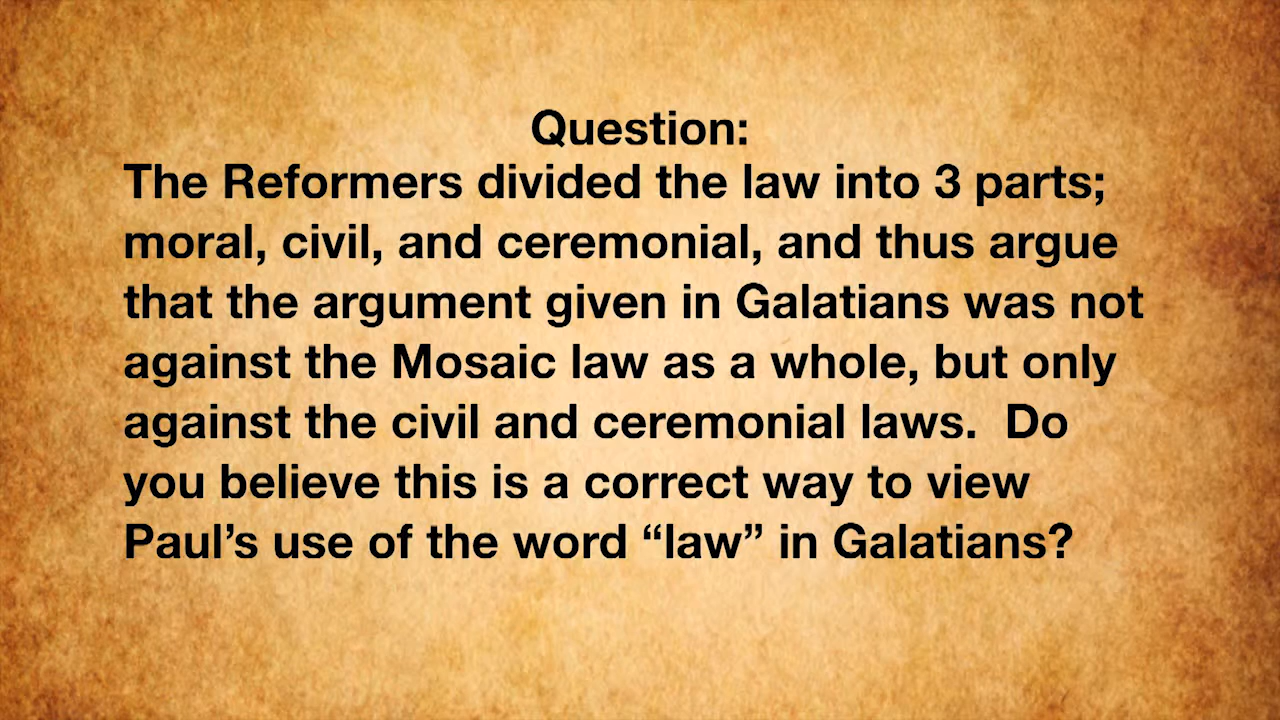 Question:
The Reformers divided the law into 3 parts;
moral, civil, and ceremonial, and thus argue
that the argument given in Galatians was not
against the Mosaic law as a whole, but only
against the civil and ceremonial laws.  Do
you believe this is a correct way to view
Paul’s use of the word “law” in Galatians?